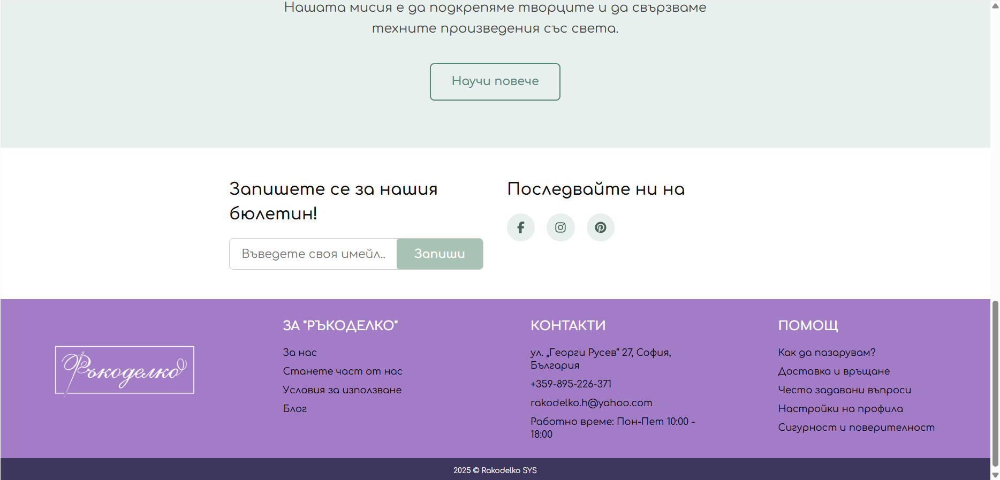 Нашата мисия е да подкрепяме творците и да свързваме
техните произведения със света.
Научи повече
Запишете се за нашия
бюлетин!
Въведете своя имейл..
Запиши
Последвайте ни на
Ръкоделко
ЗА "РЪКОДЕЛКО"
За нас
Станете част от нас
Условия за използване
Блог
КОНТАКТИ
ул. „Георги Русев“ 27, София,
България
+359-895-226-371
rakodelko.h@yahoo.com
Работно време: Пон-Пет 10:00 -
18:00
ПОМОЩ
Как да пазарувам?
Доставка и връщане
Често задавани въпроси
Настройки на профила
Сигурност и поверителност
2025 © Rakodelko SYS